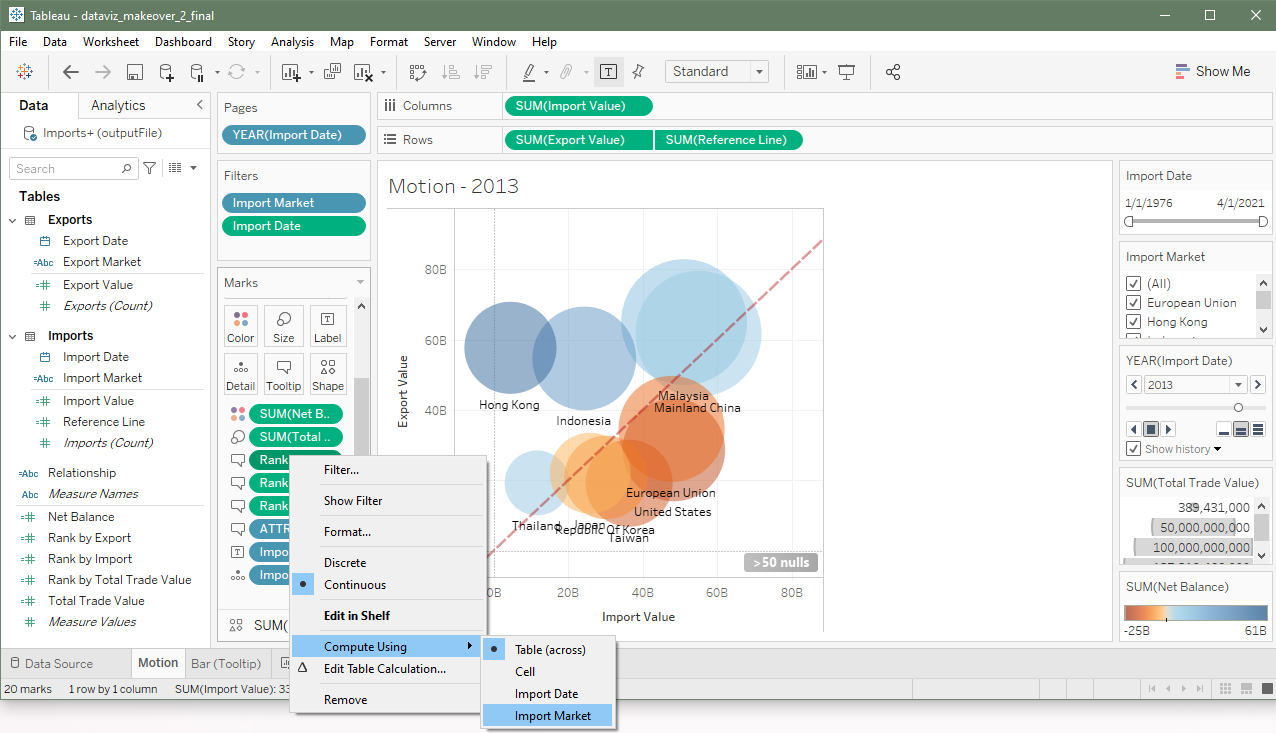 Tableau - dataviz_makeover_2_final
File Data Worksheet Dashboard Story Analysis Map Format Server Window Help
Standard
Show Me
Data Analytics
Imports+ (outputFile)
Search
Tables
Exports
Export Date
Abc Export Market
Export Value
Exports (Count)
Imports
Import Date
Abc Import Market
Import Value
Reference Line
Imports (Count)
Abc Relationship
Abc Measure Names
Net Balance
Rank by Export
Rank by Import
Rank by Total Trade Value
Total Trade Value
Measure Values
Pages
YEAR(Import Date)
Filters
Import Market
Import Date
Marks
Color Size Label
Detail Tooltip Shape
SUM(Net B..
SUM(Total ..
Rank
Rank
Rank
ATTR
Impo
Impo
SUM(
Columns SUM(Import Value)
Rows SUM(Export Value) SUM(Reference Line)
Motion - 2013
Export Value
80B
60B
40B
Hong Kong
Indonesia
Malaysia
Mainland China
European Union
United States
Thailand
Japan
Republic Of Korea
Taiwan
>50 nulls
0B 20B 40B 60B 80B
Import Value
Filter...
Show Filter
Format...
Discrete
Continuous
Edit in Shelf
Compute Using
Edit Table Calculation...
Remove
Table (across)
Cell
Import Date
Import Market
Import Date
1/1/1976 4/1/2021
Import Market
(All)
European Union
Hong Kong
YEAR(Import Date)
2013
Show history
SUM(Total Trade Value)
389,431,000
50,000,000,000
100,000,000,000
SUM(Net Balance)
-25B 61B
Data Source Motion Bar (Tooltip)
20 marks 1 row by 1 column SUM(Import Value): 33